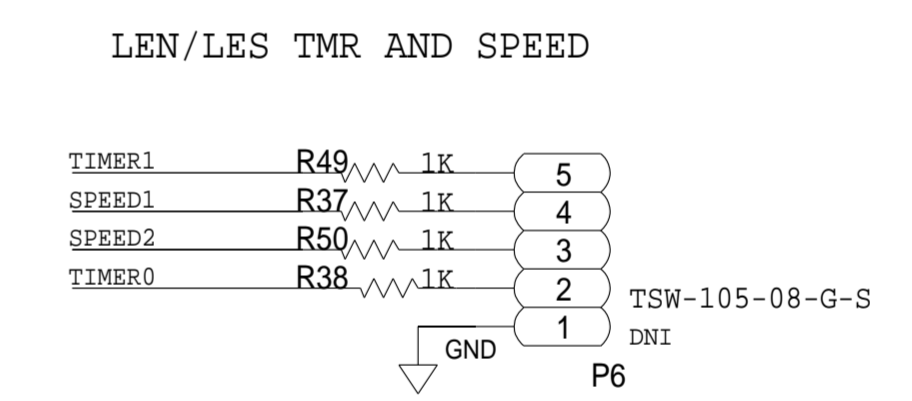 LEN/LES TMR AND SPEED
TIMER1 R49 1K 5
SPEED1 R37 1K 4
SPEED2 R50 1K 3
TIMER0 R38 1K 2
TSW-105-08-G-S
1
DNI
GND
P6